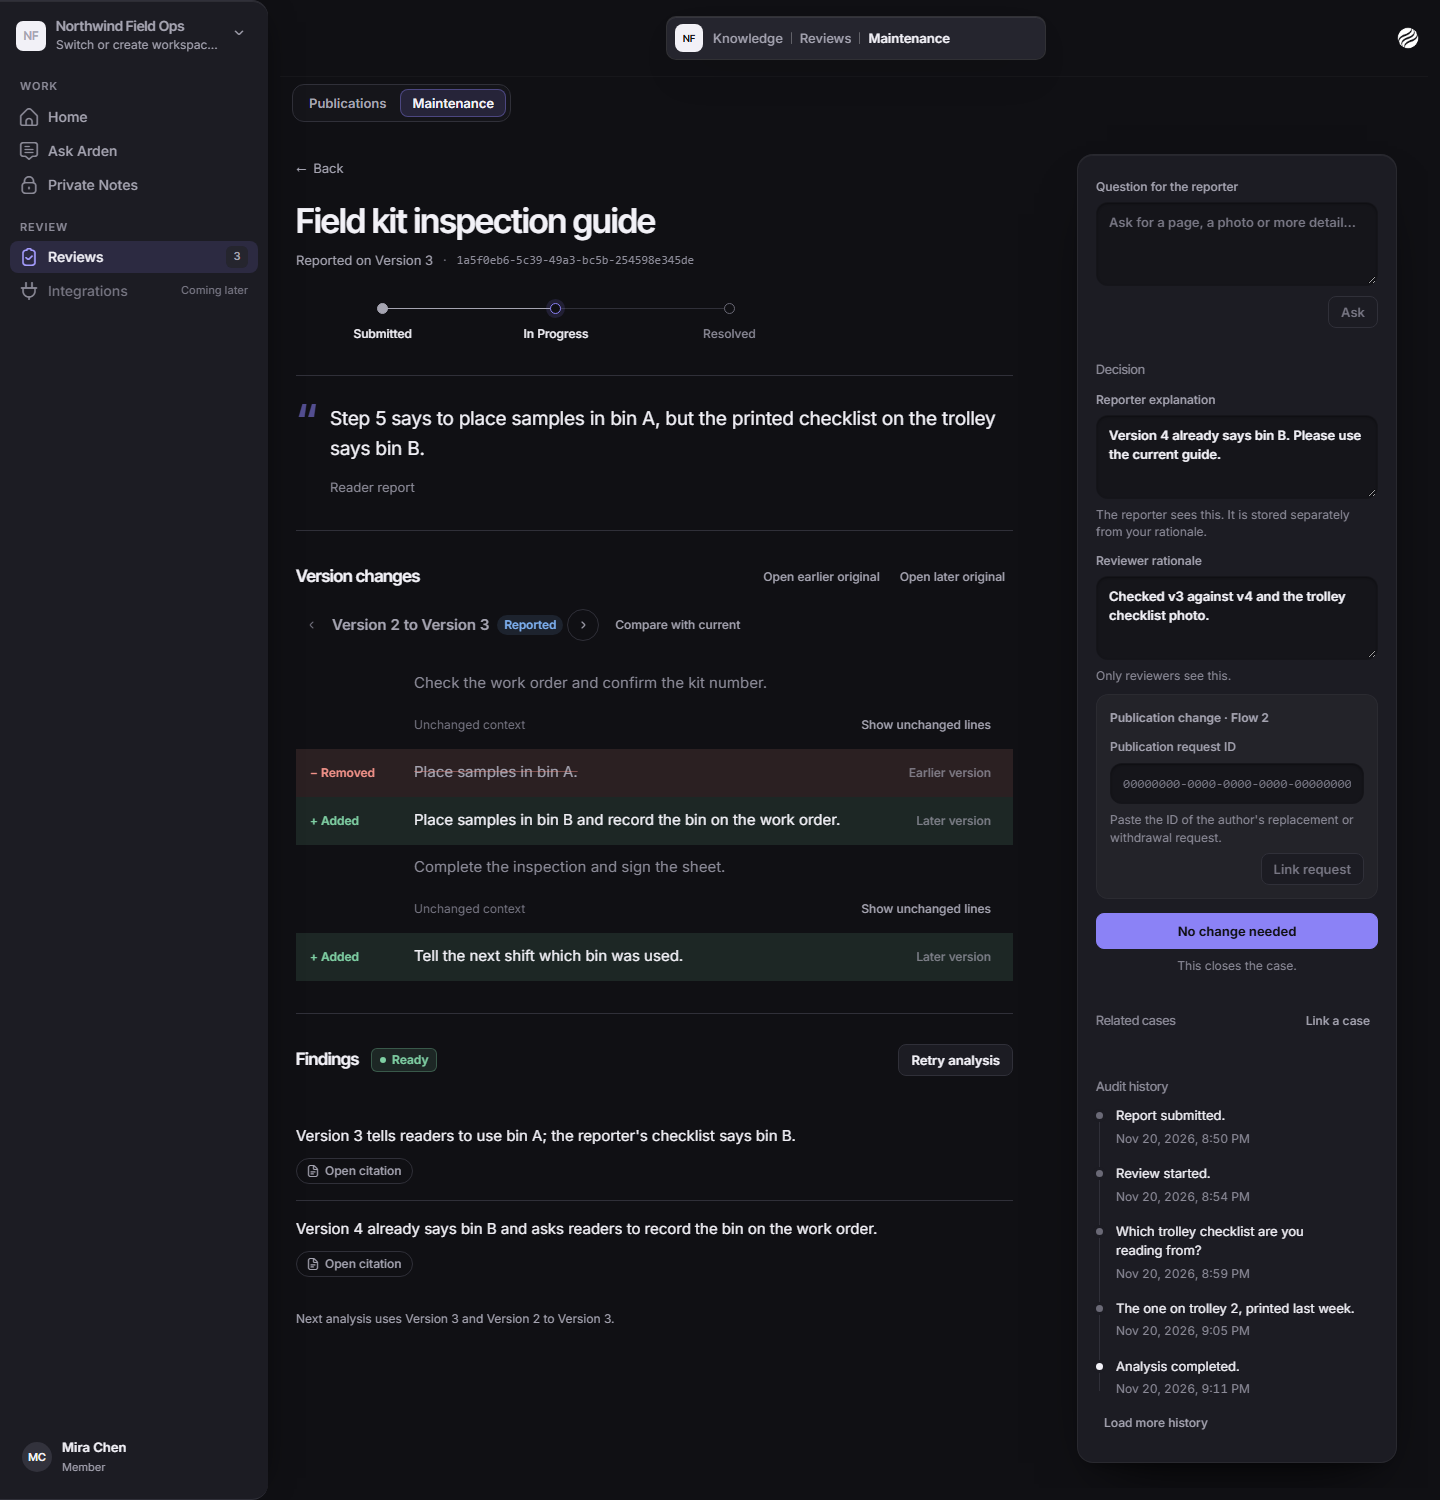 NF
Northwind Field Ops
Switch or create workspac...
WORK
Home
Ask Arden
Private Notes
REVIEW
Reviews
3
Integrations
Coming later
MC
Mira Chen
Member
NF
Knowledge
Reviews
Maintenance
Publications
Maintenance
← Back
Field kit inspection guide
Reported on Version 3 · 1a5f0eb6-5c39-49a3-bc5b-254598e345de
Submitted
In Progress
Resolved
“
Step 5 says to place samples in bin A, but the printed checklist on the trolley
says bin B.
Reader report
Version changes
Open earlier original
Open later original
‹
Version 2 to Version 3
Reported
›
Compare with current
Check the work order and confirm the kit number.
Unchanged context
Show unchanged lines
− Removed
Place samples in bin A.
Earlier version
+ Added
Place samples in bin B and record the bin on the work order.
Later version
Complete the inspection and sign the sheet.
Unchanged context
Show unchanged lines
+ Added
Tell the next shift which bin was used.
Later version
Findings
Ready
Retry analysis
Version 3 tells readers to use bin A; the reporter's checklist says bin B.
Open citation
Version 4 already says bin B and asks readers to record the bin on the work order.
Open citation
Next analysis uses Version 3 and Version 2 to Version 3.
Question for the reporter
Ask for a page, a photo or more detail...
Ask
Decision
Reporter explanation
Version 4 already says bin B. Please use
the current guide.
The reporter sees this. It is stored separately
from your rationale.
Reviewer rationale
Checked v3 against v4 and the trolley
checklist photo.
Only reviewers see this.
Publication change · Flow 2
Publication request ID
00000000-0000-0000-0000-00000000
Paste the ID of the author's replacement or
withdrawal request.
Link request
No change needed
This closes the case.
Related cases
Link a case
Audit history
Report submitted.
Nov 20, 2026, 8:50 PM
Review started.
Nov 20, 2026, 8:54 PM
Which trolley checklist are you
reading from?
Nov 20, 2026, 8:59 PM
The one on trolley 2, printed last week.
Nov 20, 2026, 9:05 PM
Analysis completed.
Nov 20, 2026, 9:11 PM
Load more history